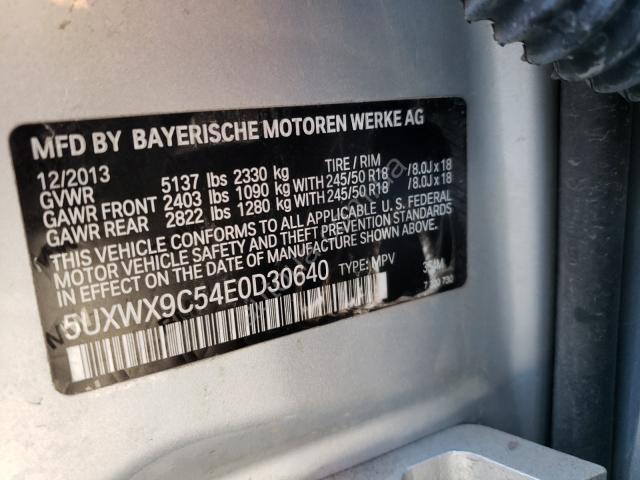 MFD BY BAYERISCHE MOTOREN WERKE AG
12/2013 TIRE / RIM
GVWR 5137 lbs 2330 kg
GAWR FRONT 2403 lbs 1090 kg WITH 245/50 R18 / 8.0J x 18
GAWR REAR 2822 lbs 1280 kg WITH 245/50 R18 / 8.0J x 18
THIS VEHICLE CONFORMS TO ALL APPLICABLE U. S. FEDERAL
MOTOR VEHICLE SAFETY AND THEFT PREVENTION STANDARDS
IN EFFECT ON THE DATE OF MANUFACTURE SHOWN ABOVE.
5UXWX9C54E0D30640 TYPE: MPV